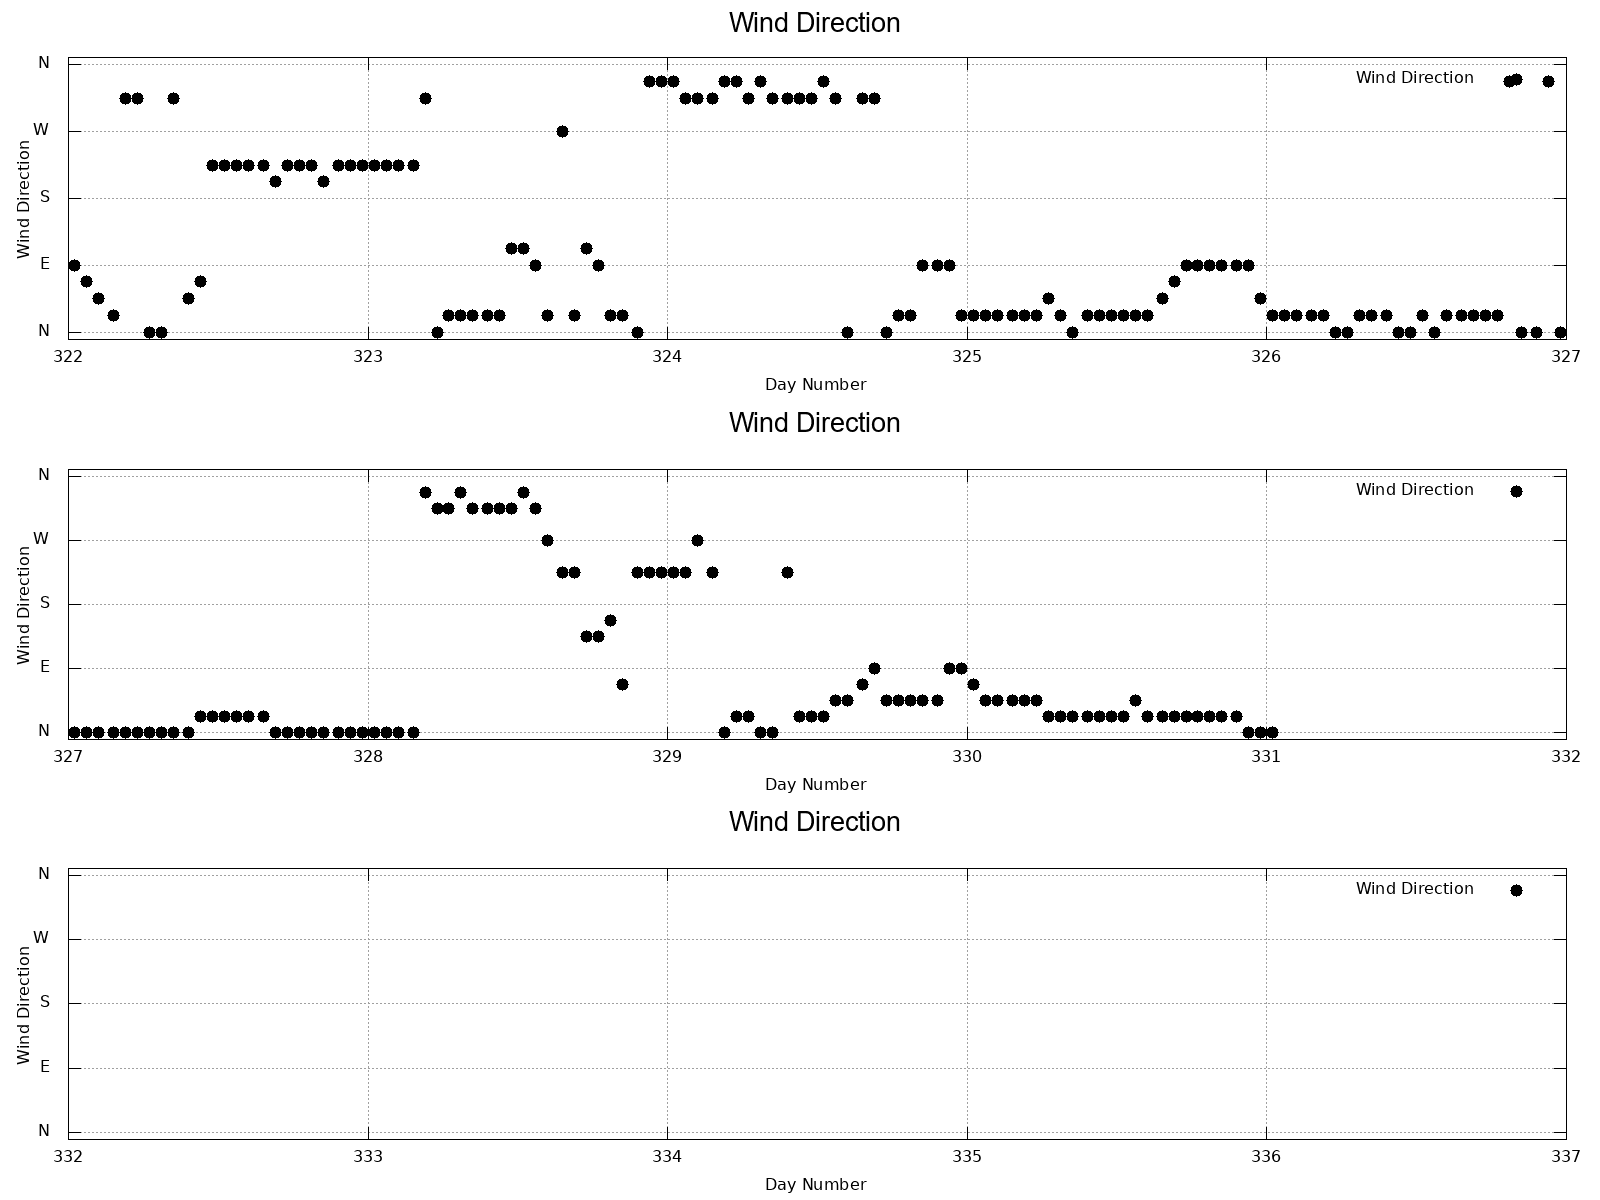 Wind Direction
N
Wind Direction
W
S
E
N
Wind Direction
322 323 324 325 326 327
Day Number
Wind Direction
N
Wind Direction
W
S
E
N
Wind Direction
327 328 329 330 331 332
Day Number
Wind Direction
N
Wind Direction
W
S
E
N
Wind Direction
332 333 334 335 336 337
Day Number